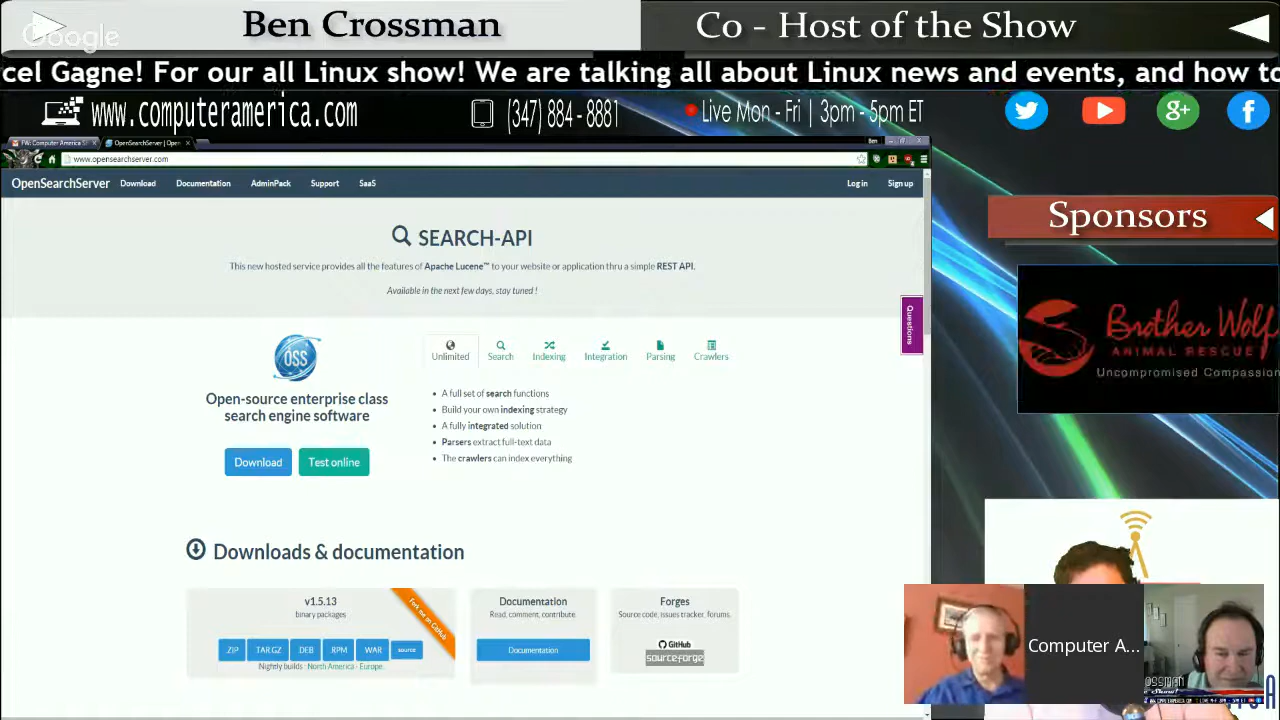 Google
Ben Crossman
Co - Host of the Show
cel Gagne! For our all Linux show! We are talking all about Linux news and events, and how to
www.computeramerica.com
(347) 884 - 8881
Live Mon - Fri | 3pm - 5pm ET
FW: Computer America S
OpenSearchServer | Open
Ben
www.opensearchserver.com
OpenSearchServer Download Documentation AdminPack Support SaaS Log in Sign up
SEARCH-API
This new hosted service provides all the features of Apache Lucene™ to your website or application thru a simple REST API.
Available in the next few days, stay tuned !
Questions
OSS
Open-source enterprise class
search engine software
Download Test online
Unlimited Search Indexing Integration Parsing Crawlers
A full set of search functions
Build your own indexing strategy
A fully integrated solution
Parsers extract full-text data
The crawlers can index everything
Downloads & documentation
v1.5.13
binary packages
Fork me on GitHub
ZIP TAR.GZ DEB RPM WAR source
Nightly builds : North America - Europe
Documentation
Read, comment, contribute.
Documentation
Forges
Source code, issues tracker, forums.
GitHub
sourceforge
Sponsors
Brother Wolf
ANIMAL RESCUE
Uncompromised Compassion
Computer A...